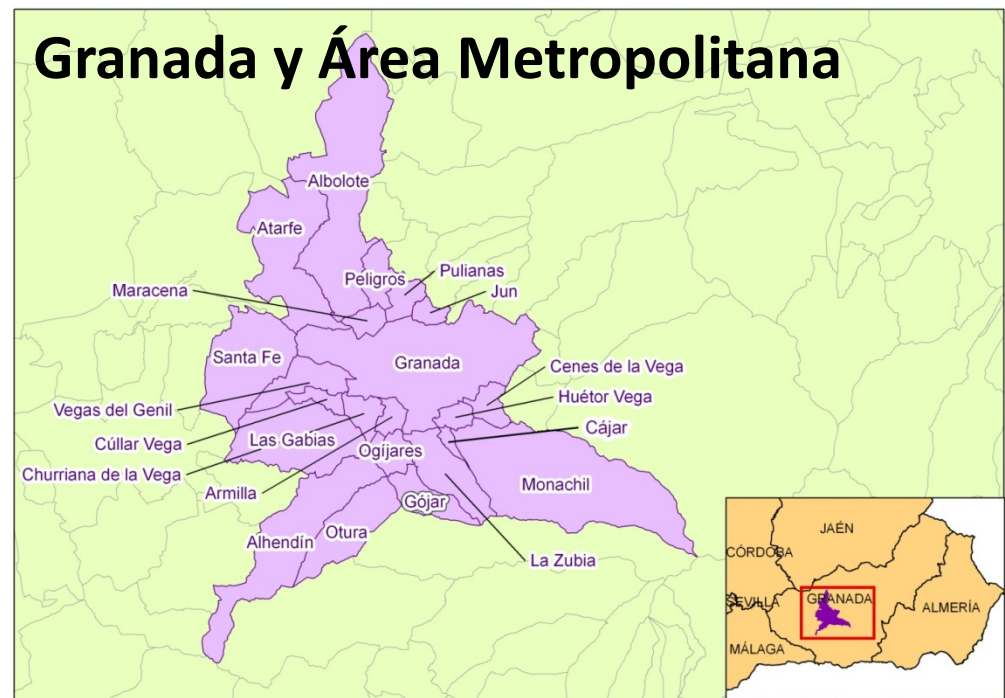 Granada y Área Metropolitana
Albolote
Atarfe
Peligros
Pulianas
Maracena
Jun
Santa Fe
Granada
Cenes de la Vega
Vegas del Genil
Huétor Vega
Cúllar Vega
Las Gabias
Cájar
Ogíjares
Churriana de la Vega
Armilla
Monachil
Gójar
Alhendín
Otura
La Zubia
JAÉN
CÓRDOBA
SEVILLA
GRANADA
ALMERÍA
MÁLAGA